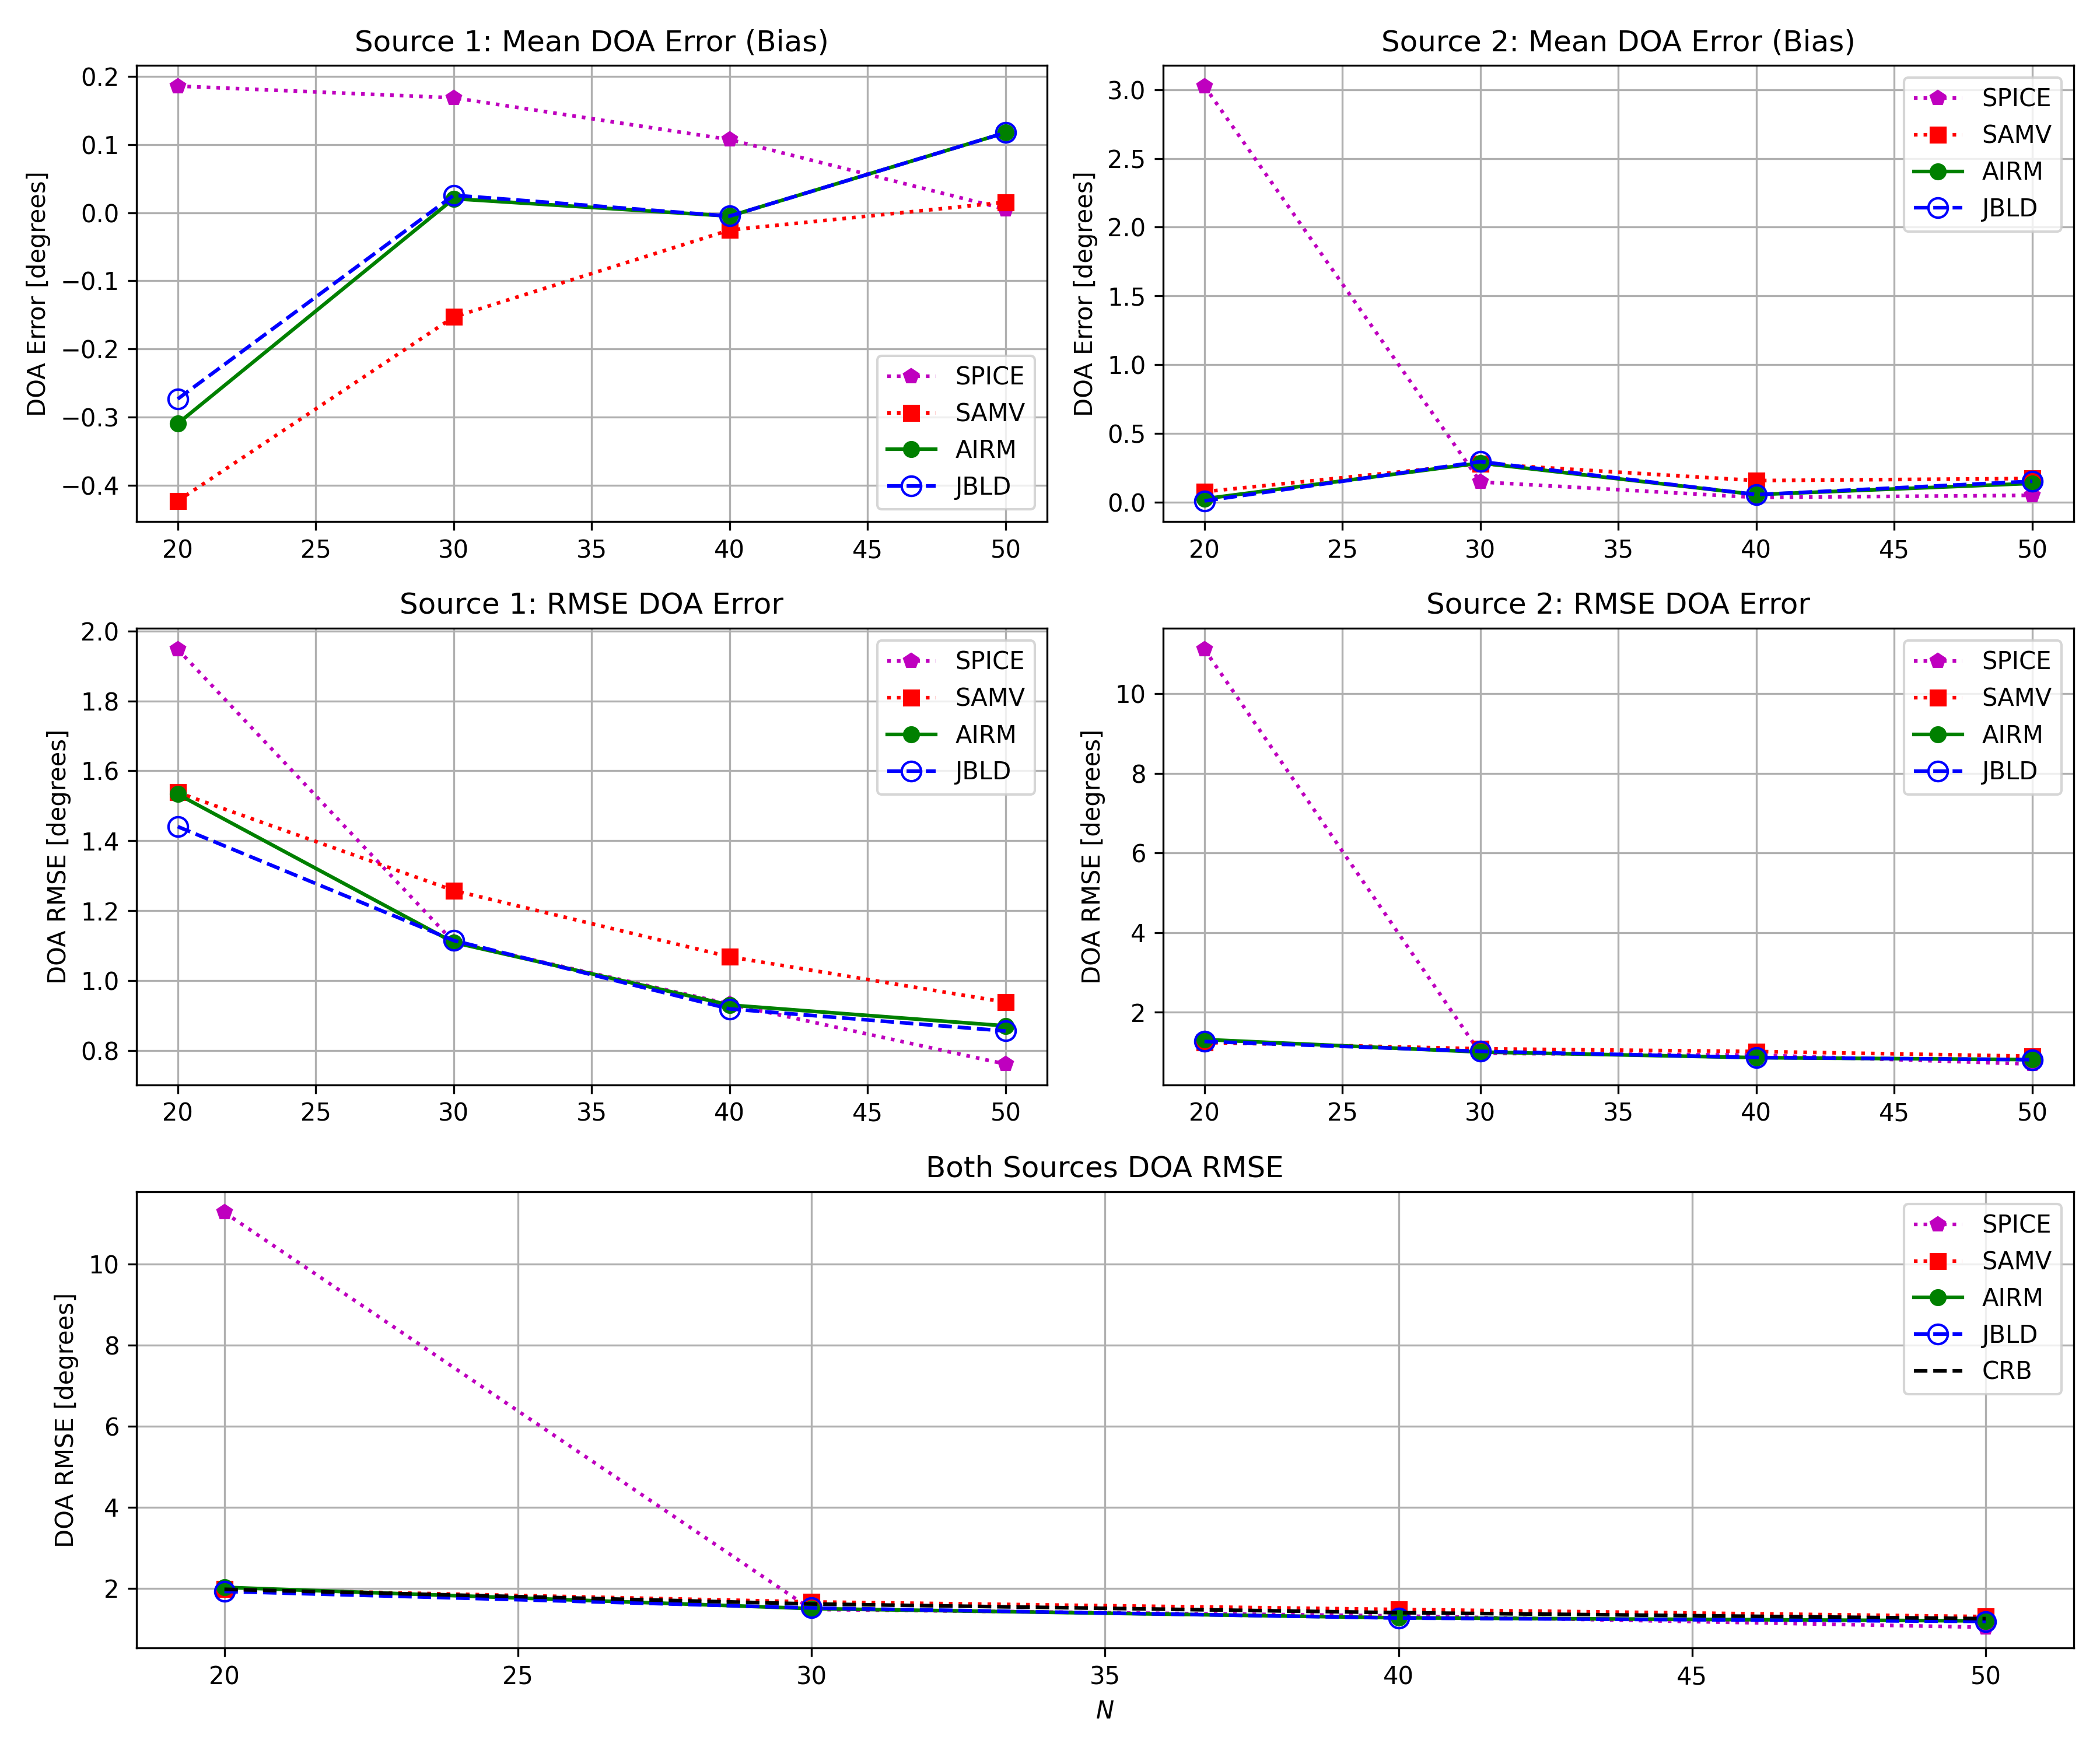 Source 1: Mean DOA Error (Bias)
DOA Error [degrees]
0.2
0.1
0.0
−0.1
−0.2
−0.3
−0.4
20 25 30 35 40 45 50
SPICE
SAMV
AIRM
JBLD
Source 2: Mean DOA Error (Bias)
DOA Error [degrees]
3.0
2.5
2.0
1.5
1.0
0.5
0.0
20 25 30 35 40 45 50
SPICE
SAMV
AIRM
JBLD
Source 1: RMSE DOA Error
DOA RMSE [degrees]
2.0
1.8
1.6
1.4
1.2
1.0
0.8
20 25 30 35 40 45 50
SPICE
SAMV
AIRM
JBLD
Source 2: RMSE DOA Error
DOA RMSE [degrees]
10
8
6
4
2
20 25 30 35 40 45 50
SPICE
SAMV
AIRM
JBLD
Both Sources DOA RMSE
DOA RMSE [degrees]
10
8
6
4
2
20 25 30 35 40 45 50
N
SPICE
SAMV
AIRM
JBLD
CRB